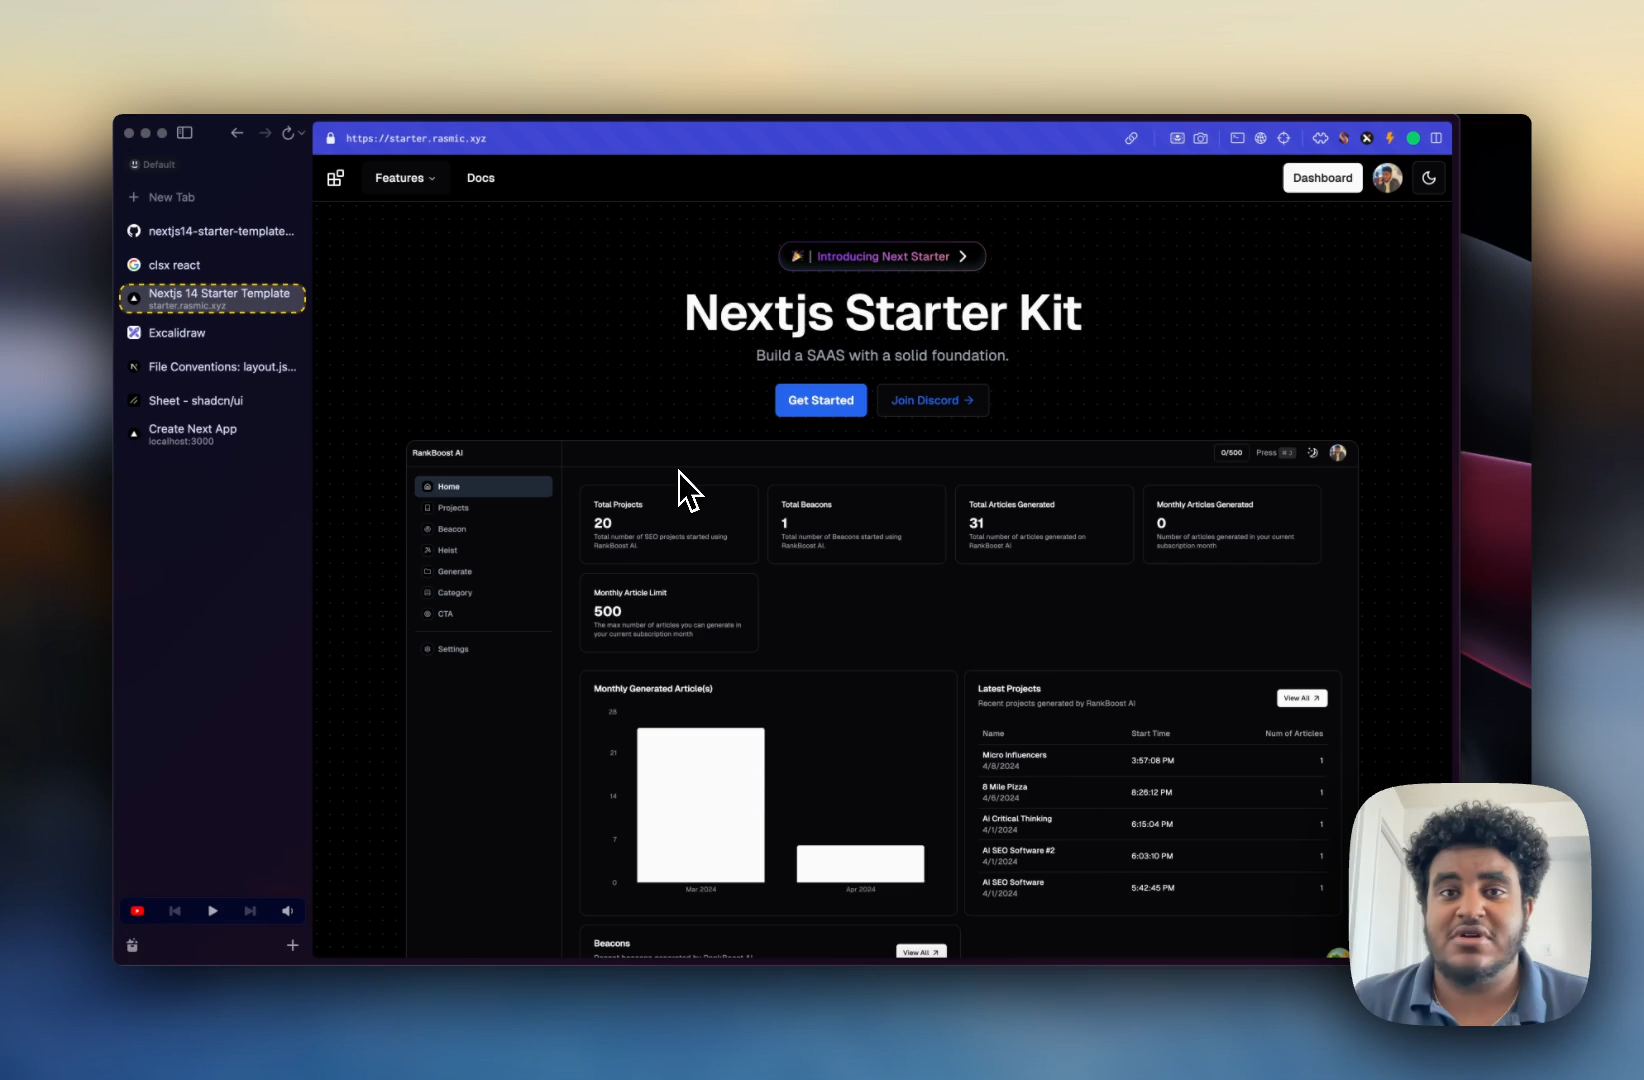 https://starter.rasmic.xyz
Default
New Tab
nextjs14-starter-template...
clsx react
Nextjs 14 Starter Template
starter.rasmic.xyz
Excalidraw
File Conventions: layout.js...
Sheet - shadcn/ui
Create Next App
localhost:3000
Features
Docs
Dashboard
| Introducing Next Starter
Nextjs Starter Kit
Build a SAAS with a solid foundation.
Get Started
Join Discord →
RankBoost AI
0/500
Press ⌘ J
Home
Projects
Beacon
Heist
Generate
Category
CTA
Settings
Total Projects
20
Total number of SEO projects started using
RankBoost AI.
Total Beacons
1
Total number of Beacons started using
RankBoost AI.
Total Articles Generated
31
Total number of articles generated on
RankBoost AI
Monthly Articles Generated
0
Number of articles generated in your current
subscription month
Monthly Article Limit
500
The max number of articles you can generate in
your current subscription month
Monthly Generated Article(s)
28
21
14
7
0
Mar 2024
Apr 2024
Latest Projects
Recent projects generated by RankBoost AI
View All
Name
Start Time
Num of Articles
Micro Influencers
4/8/2024
3:57:08 PM
1
8 Mile Pizza
4/6/2024
8:26:12 PM
1
Ai Critical Thinking
4/1/2024
6:15:04 PM
1
AI SEO Software #2
4/1/2024
6:03:10 PM
1
AI SEO Software
4/1/2024
5:42:45 PM
1
Beacons
Recent beacons generated by RankBoost AI
View All